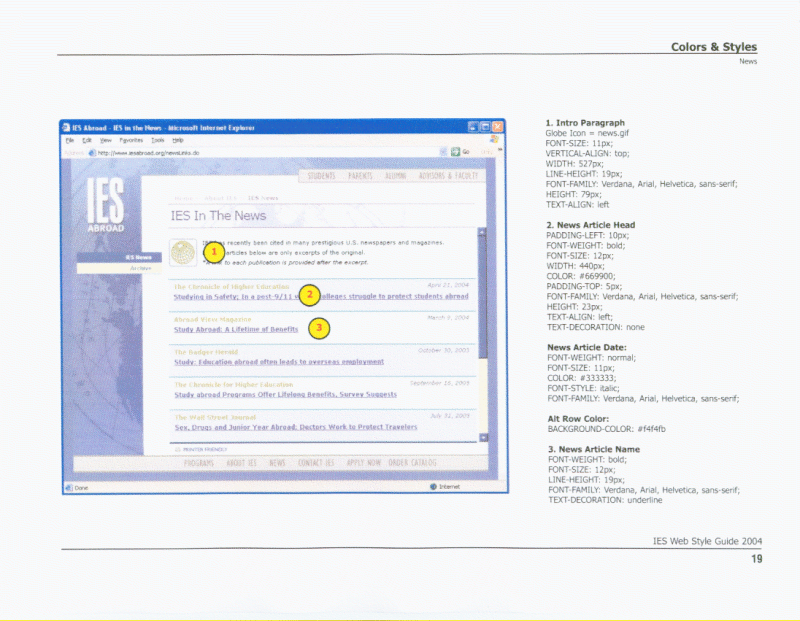 Colors & Styles
News
IES Abroad - IES in the News - Microsoft Internet Explorer
File Edit View Favorites Tools Help
http://www.iesabroad.org/newsLinks.do
Go
STUDENTS PARENTS ALUMNI ADVISORS & FACULTY
IES
ABROAD
IES News
IES In The News
IES News
Archive
recently been cited in many prestigious U.S. newspapers and magazines.
1
articles below are only excerpts of the original.
to each publication is provided after the excerpt.
The Chronicle of Higher Education
April 23, 2004
Studying in Safety: In a post-9/11 2 colleges struggle to protect students abroad
Abroad View Magazine
March 9, 2004
Study Abroad: A Lifetime of Benefits 3
The Badger Herald
October 30, 2003
Study: Education abroad often leads to overseas employment
The Chronicle for Higher Education
September 16, 2003
Study abroad Programs Offer Lifelong Benefits, Survey Suggests
The Wall Street Journal
July 22, 2003
Sex, Drugs and Junior Year Abroad: Doctors Work to Protect Travelers
FRIENDLY
PROGRAMS ABOUT IES NEWS CONTACT IES APPLY NOW ORDER CATALOG
Done
Internet
1. Intro Paragraph
Globe Icon = news.gif
FONT-SIZE: 11px;
VERTICAL-ALIGN: top;
WIDTH: 527px;
LINE-HEIGHT: 19px;
FONT-FAMILY: Verdana, Arial, Helvetica, sans-serif;
HEIGHT: 79px;
TEXT-ALIGN: left
2. News Article Head
PADDING-LEFT: 10px;
FONT-WEIGHT: bold;
FONT-SIZE: 12px;
WIDTH: 440px;
COLOR: #669900;
PADDING-TOP: 5px;
FONT-FAMILY: Verdana, Arial, Helvetica, sans-serif;
HEIGHT: 23px;
TEXT-ALIGN: left;
TEXT-DECORATION: none
News Article Date:
FONT-WEIGHT: normal;
FONT-SIZE: 11px;
COLOR: #333333;
FONT-STYLE: italic;
FONT-FAMILY: Verdana, Arial, Helvetica, sans-serif;
Alt Row Color:
BACKGROUND-COLOR: #f4f4fb
3. News Article Name
FONT-WEIGHT: bold;
FONT-SIZE: 12px;
LINE-HEIGHT: 19px;
FONT-FAMILY: Verdana, Arial, Helvetica, sans-serif;
TEXT-DECORATION: underline
IES Web Style Guide 2004
19